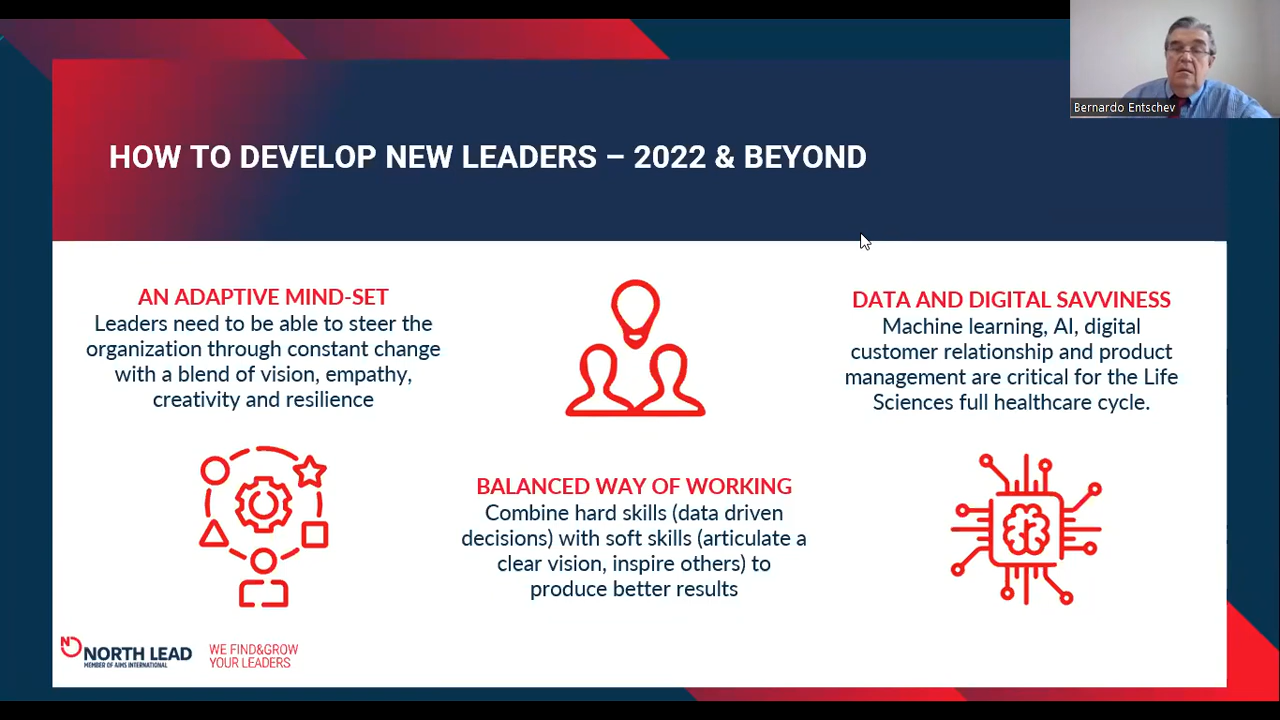 Bernardo Entschev
HOW TO DEVELOP NEW LEADERS – 2022 & BEYOND
AN ADAPTIVE MIND-SET
Leaders need to be able to steer the
organization through constant change
with a blend of vision, empathy,
creativity and resilience
BALANCED WAY OF WORKING
Combine hard skills (data driven
decisions) with soft skills (articulate a
clear vision, inspire others) to
produce better results
DATA AND DIGITAL SAVVINESS
Machine learning, AI, digital
customer relationship and product
management are critical for the Life
Sciences full healthcare cycle.
NORTH LEAD
MEMBER OF AIMS INTERNATIONAL
WE FIND&GROW
YOUR LEADERS